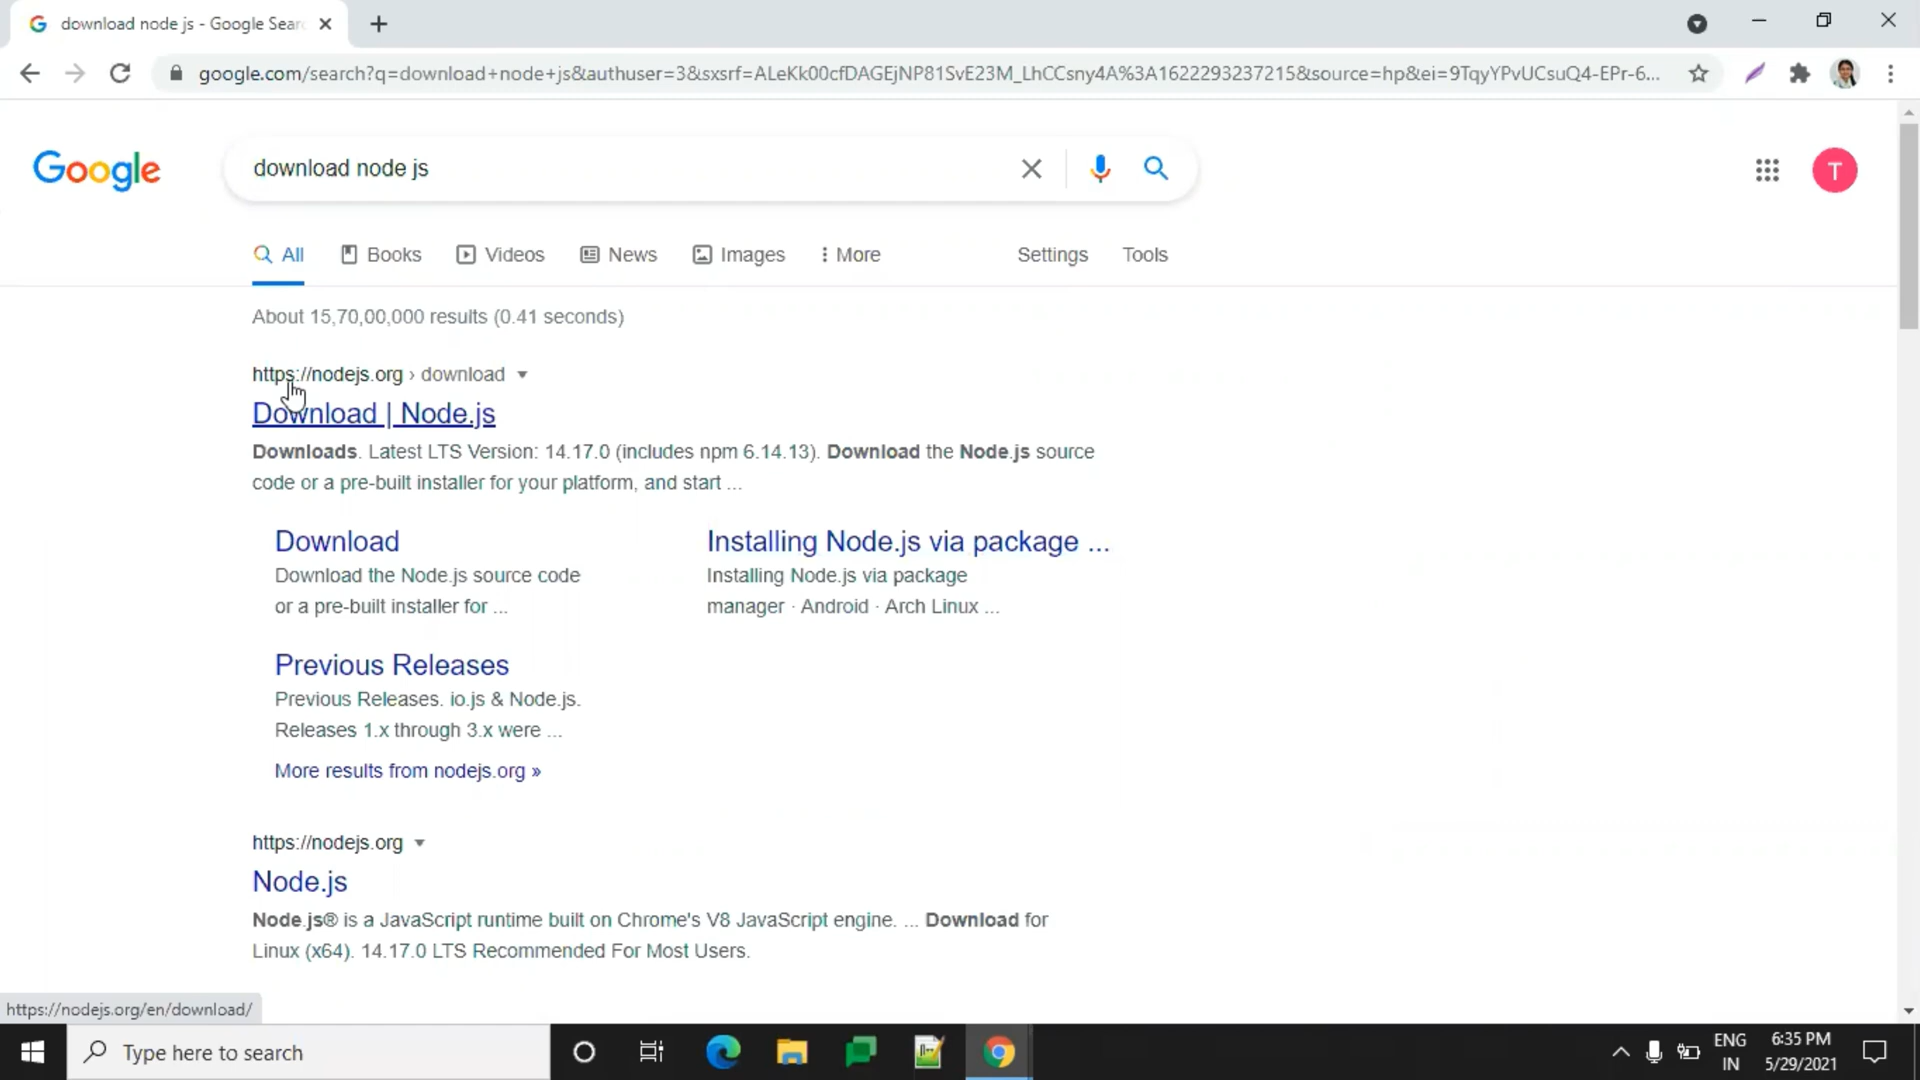 download node js - Google Sear
google.com/search?q=download+node+js&authuser=3&sxsrf=ALeKk00cfDAGEjNP81SvE23M_LhCCsny4A%3A1622293237215&source=hp&ei=9TqyYPvUCsuQ4-EPr-6...
Google
download node js
T
All Books Videos News Images More Settings Tools
About 15,70,00,000 results (0.41 seconds)
https://nodejs.org › download
Download | Node.js
Downloads. Latest LTS Version: 14.17.0 (includes npm 6.14.13). Download the Node.js source
code or a pre-built installer for your platform, and start ...
Download
Download the Node.js source code
or a pre-built installer for ...
Installing Node.js via package ...
Installing Node.js via package
manager · Android · Arch Linux ...
Previous Releases
Previous Releases. io.js & Node.js.
Releases 1.x through 3.x were ...
More results from nodejs.org »
https://nodejs.org
Node.js
Node.js® is a JavaScript runtime built on Chrome's V8 JavaScript engine. ... Download for
Linux (x64). 14.17.0 LTS Recommended For Most Users.
https://nodejs.org/en/download/
Type here to search
ENG
IN
6:35 PM
5/29/2021